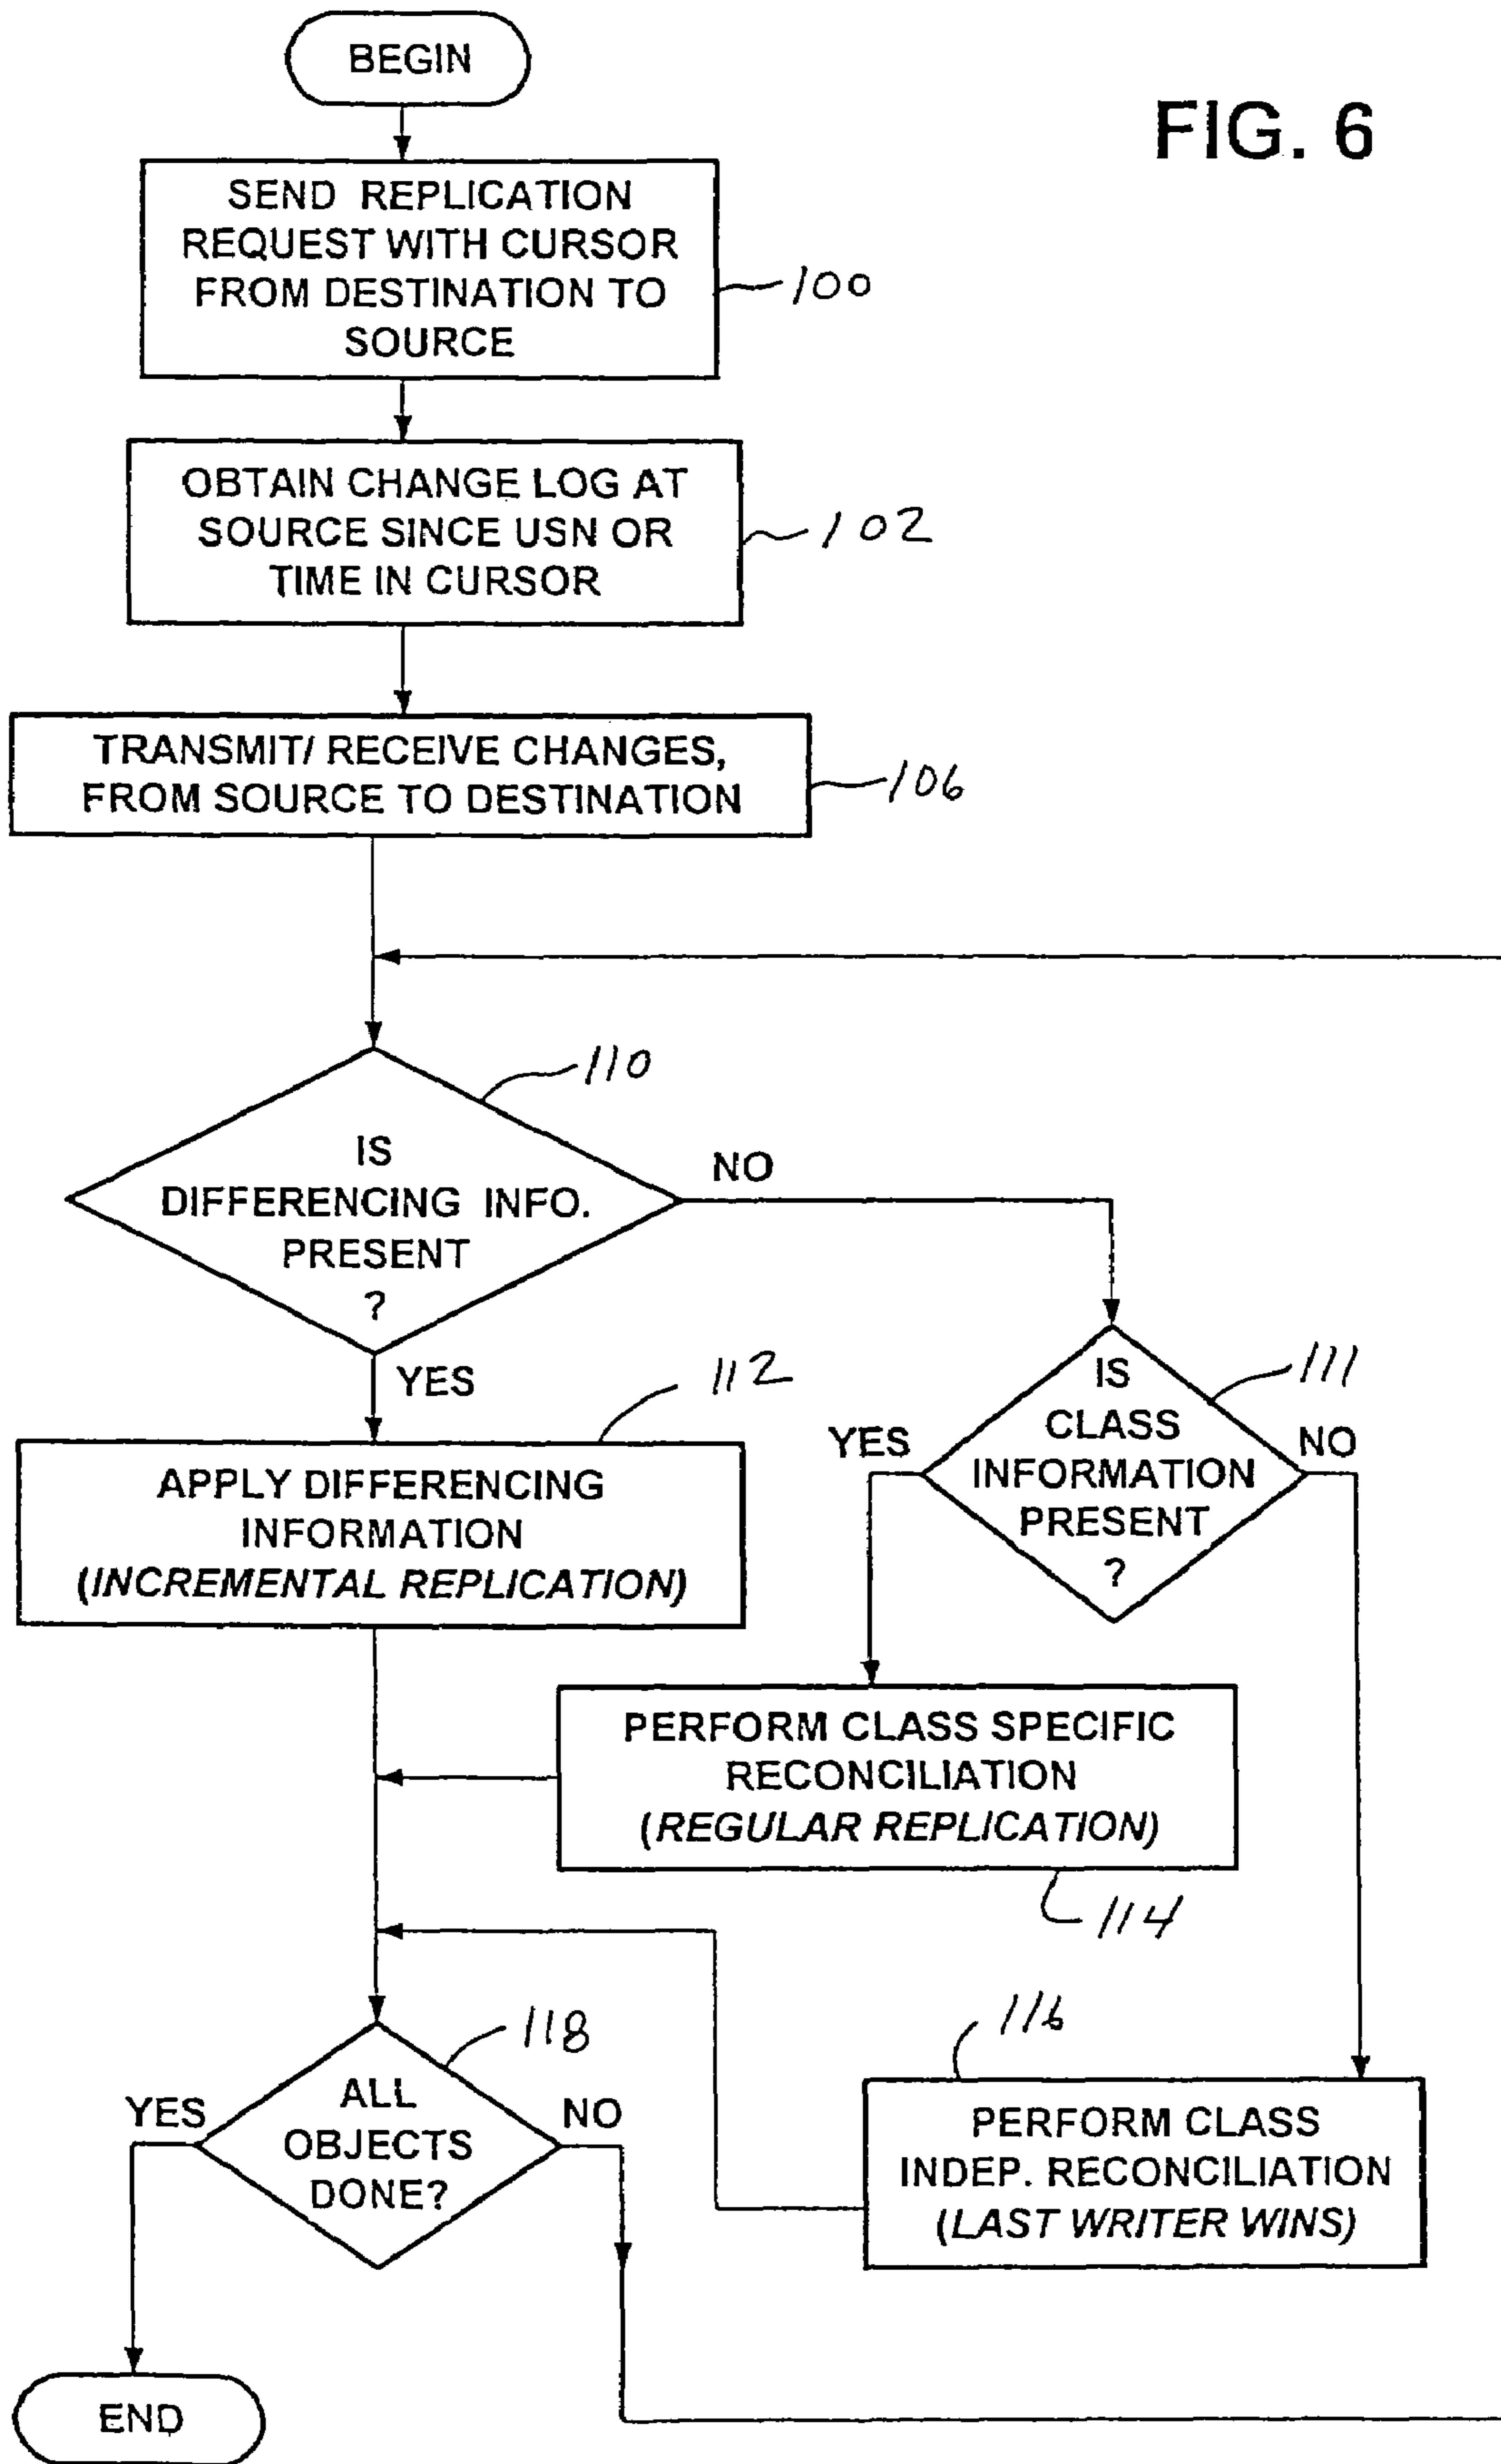 BEGIN
FIG. 6
SEND REPLICATION
REQUEST WITH CURSOR
FROM DESTINATION TO
SOURCE
100
OBTAIN CHANGE LOG AT
SOURCE SINCE USN OR
TIME IN CURSOR
102
TRANSMIT/ RECEIVE CHANGES,
FROM SOURCE TO DESTINATION
106
110
IS
DIFFERENCING INFO.
PRESENT
?
NO
YES
111
IS
CLASS
INFORMATION
PRESENT
?
YES
NO
112
APPLY DIFFERENCING
INFORMATION
(INCREMENTAL REPLICATION)
PERFORM CLASS SPECIFIC
RECONCILIATION
(REGULAR REPLICATION)
114
116
PERFORM CLASS
INDEP. RECONCILIATION
(LAST WRITER WINS)
118
ALL
OBJECTS
DONE?
YES
NO
END